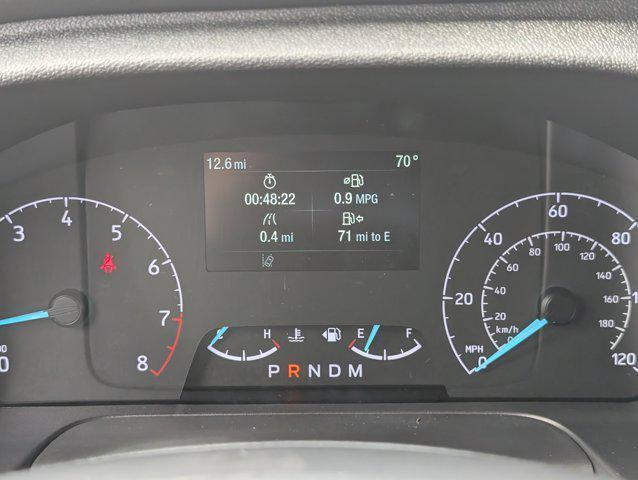 12.6 mi 70°
00:48:22 0.9 MPG
0.4 mi 71 mi to E
3 4 5 6 7 8
H E F
P R N D M
0 20 40 60 80 120
MPH
km/h
20 40 60 80 100 120 140 160 180